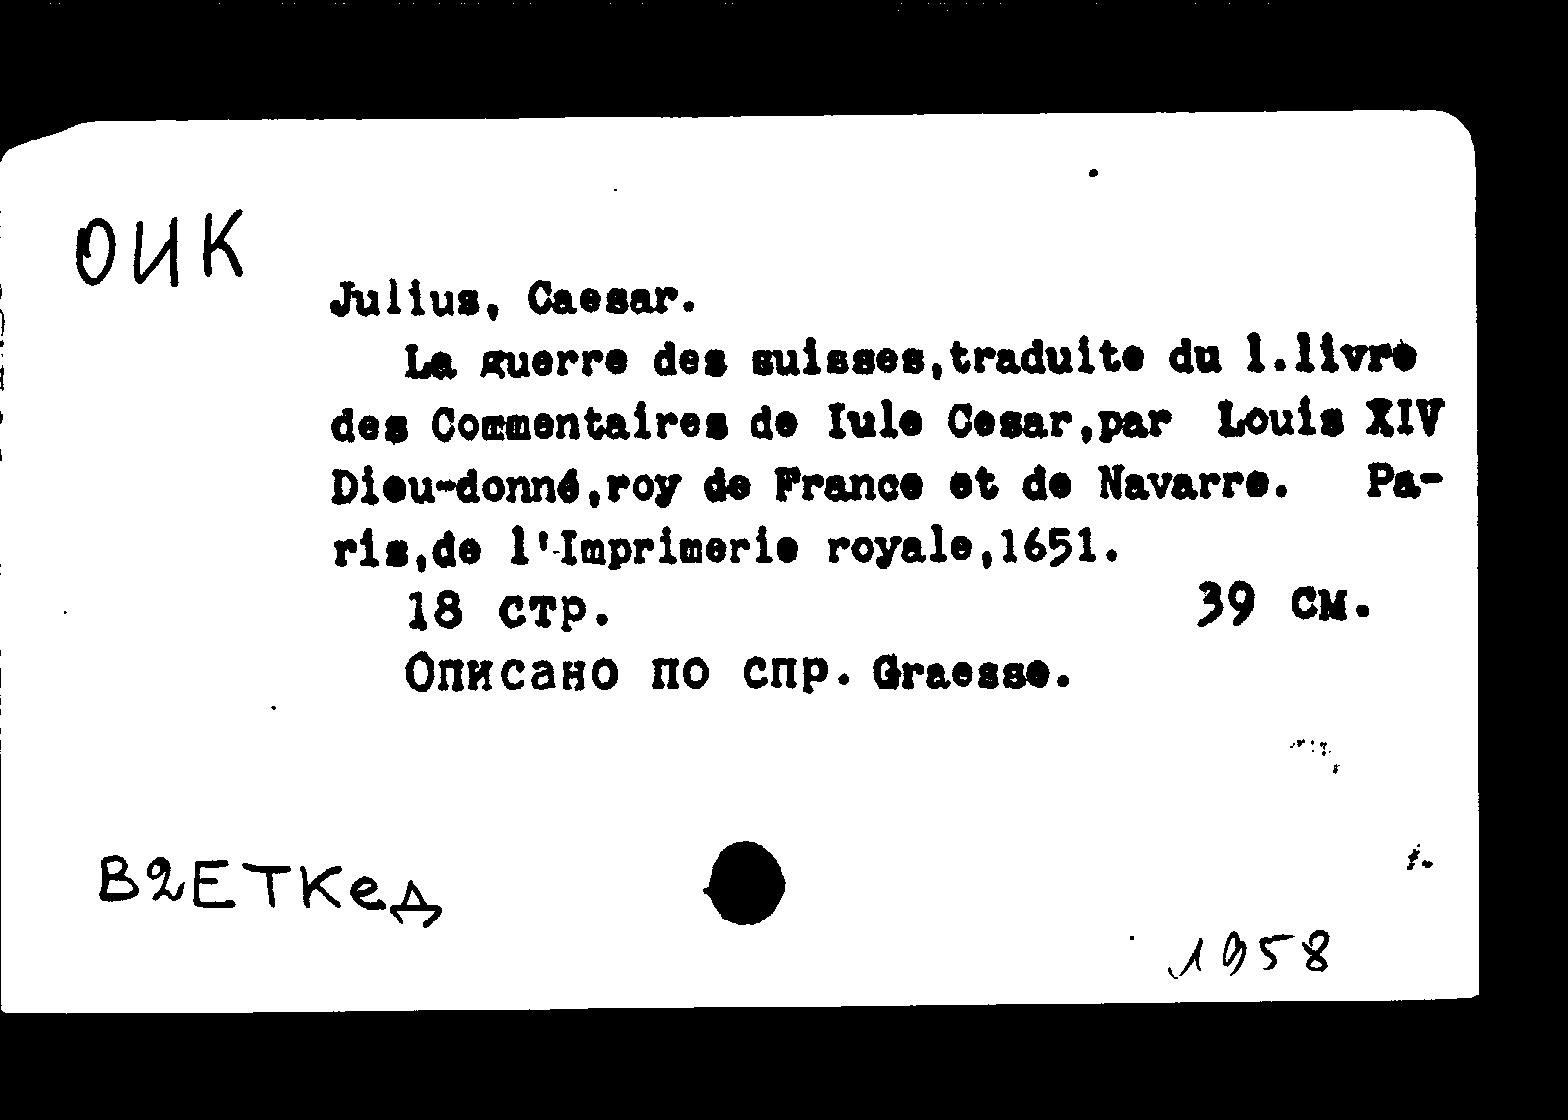 ОИК
Julius, Caesar.
La guerre des suisses,traduite du l.livre
des Commentaires de Iule Cesar,par Louis XIV
Dieu-donné,roy de France et de Navarre. Pa-
ris,de l'Imprimerie royale,1651.
18 стр. 39 см.
Описано по спр. Graesse.
В2ЕТКед
1958